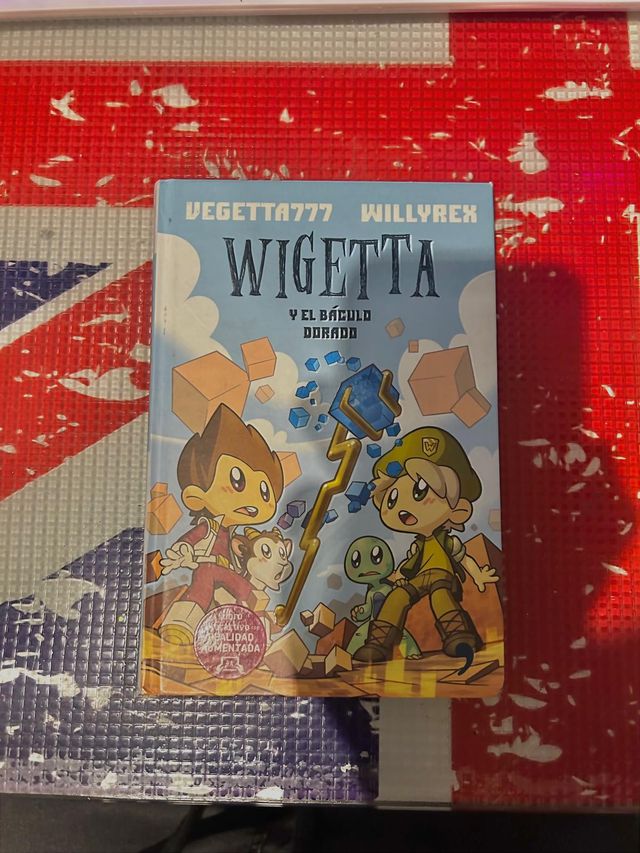 VEGETTA777 WILLYREX
WIGETTA
Y EL BÁCULO
DORADO
W
REALIDAD
AUMENTADA